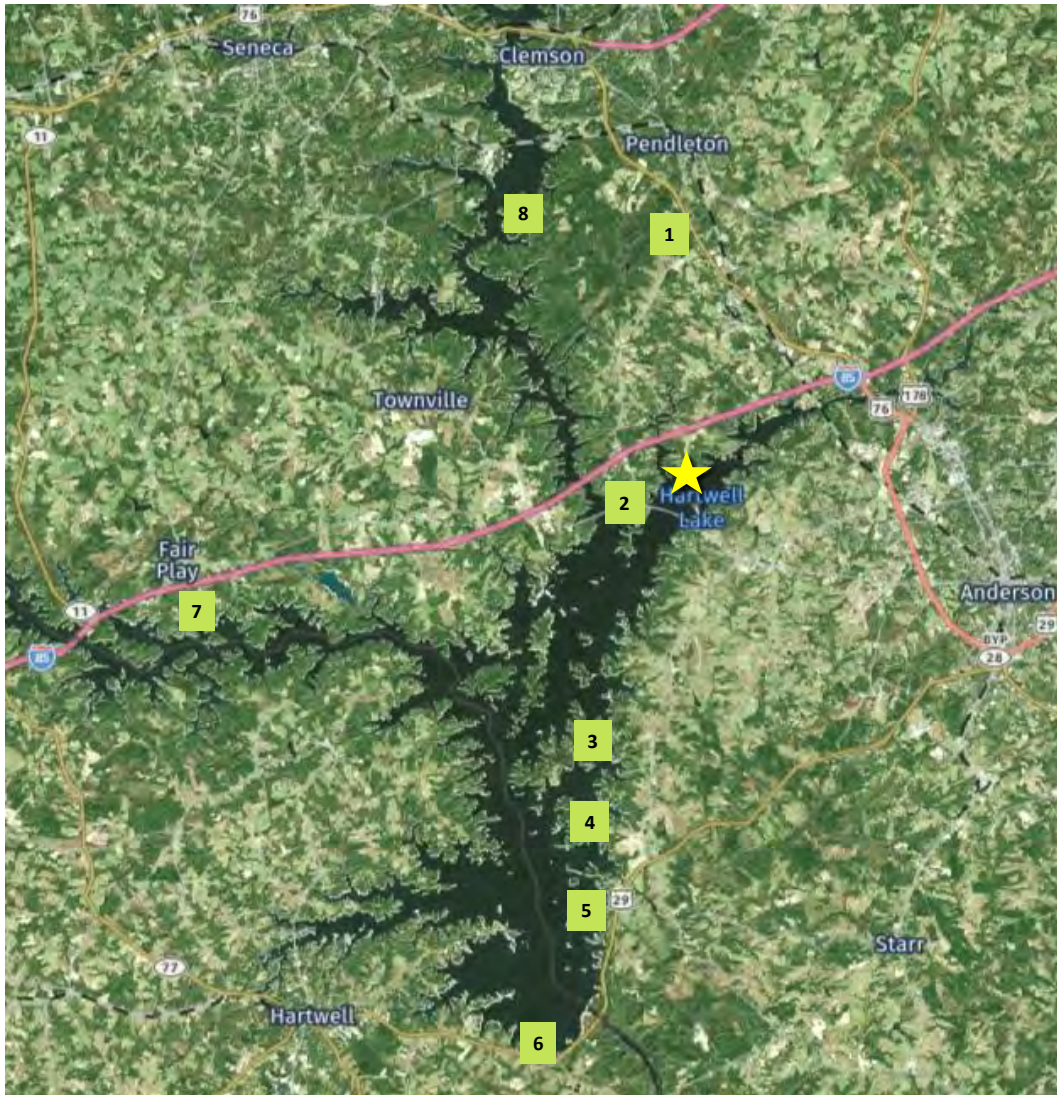 76
Seneca
Clemson
11
Pendleton
8
1
85
76
178
Townville
2
Hartwell
Lake
Fair
Play
7
11
85
Anderson
29
BYP
28
3
4
29
5
Starr
77
Hartwell
6